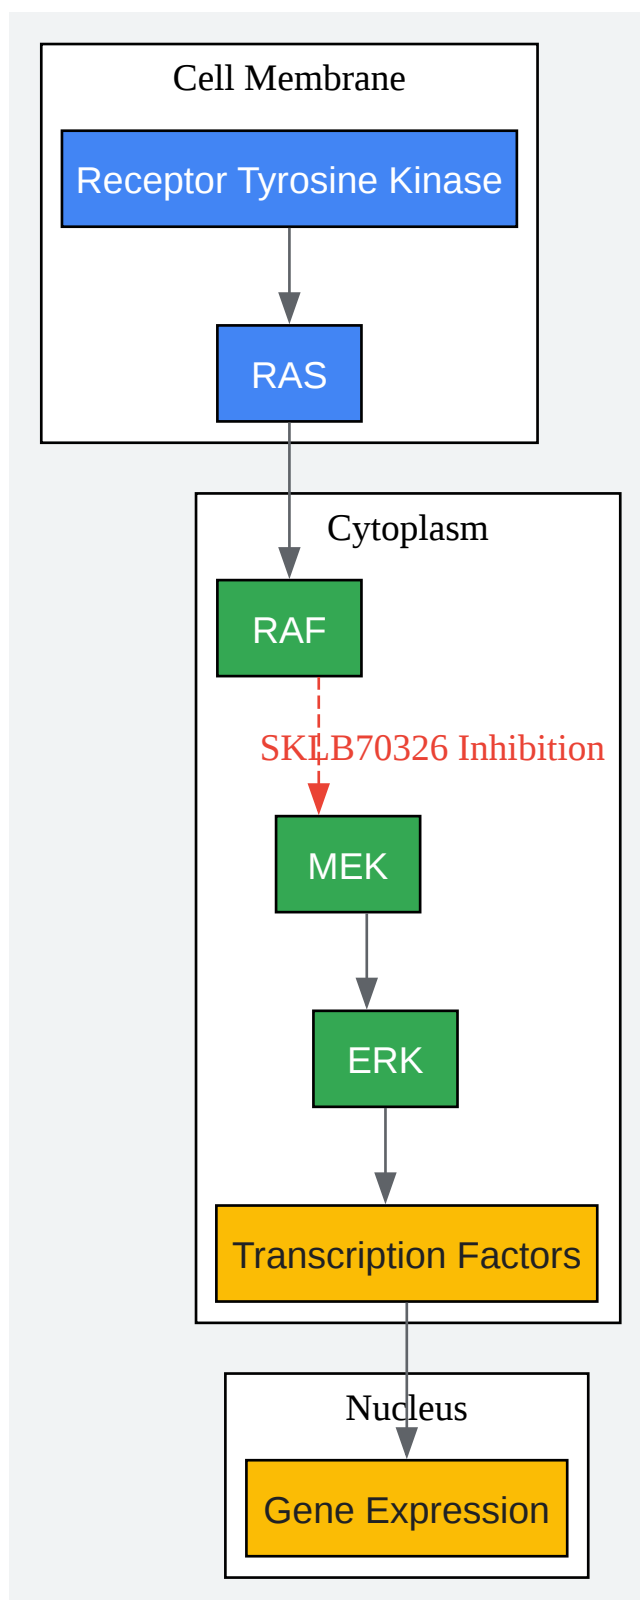 Cell Membrane
Receptor Tyrosine Kinase
RAS
Cytoplasm
RAF
SKLB70326 Inhibition
MEK
ERK
Transcription Factors
Nucleus
Gene Expression